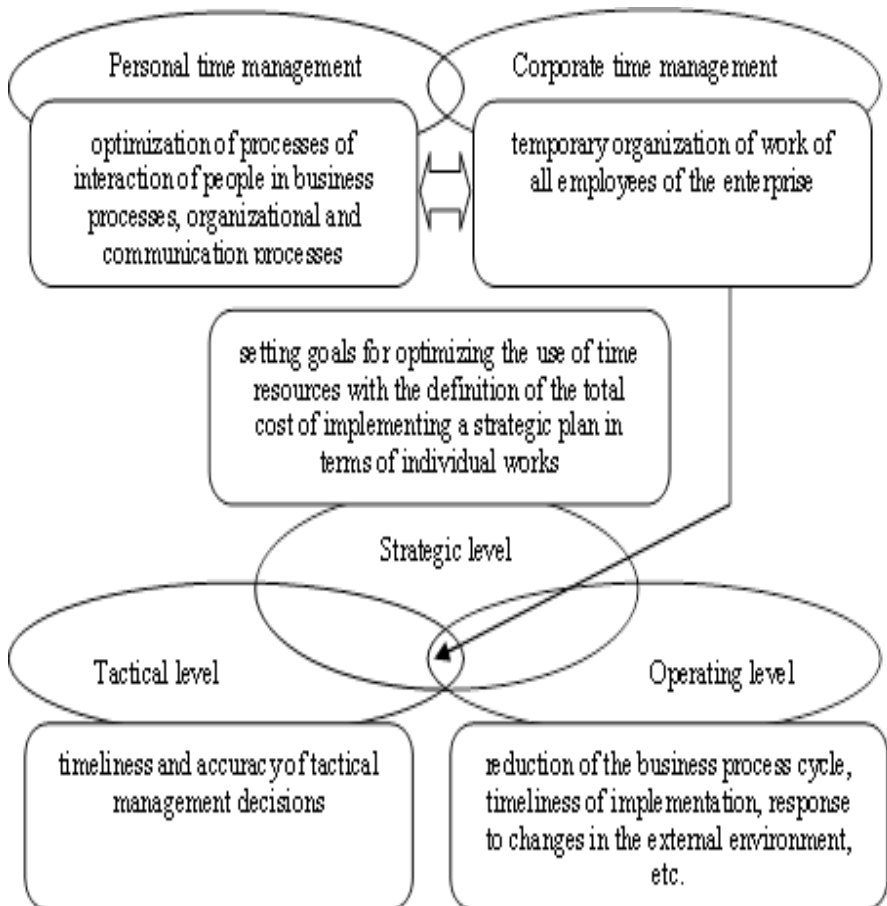 Personal time management
Corporate time management
optimization of processes of
interaction of people in business
processes, organizational and
communication processes
temporary organization of work of
all employees of the enterprise
setting goals for optimizing the use of time
resources with the definition of the total
cost of implementing a strategic plan in
terms of individual works
Strategic level
Tactical level
Operating level
timeliness and accuracy of tactical
management decisions
reduction of the business process cycle,
timeliness of implementation, response
to changes in the external environment,
etc.